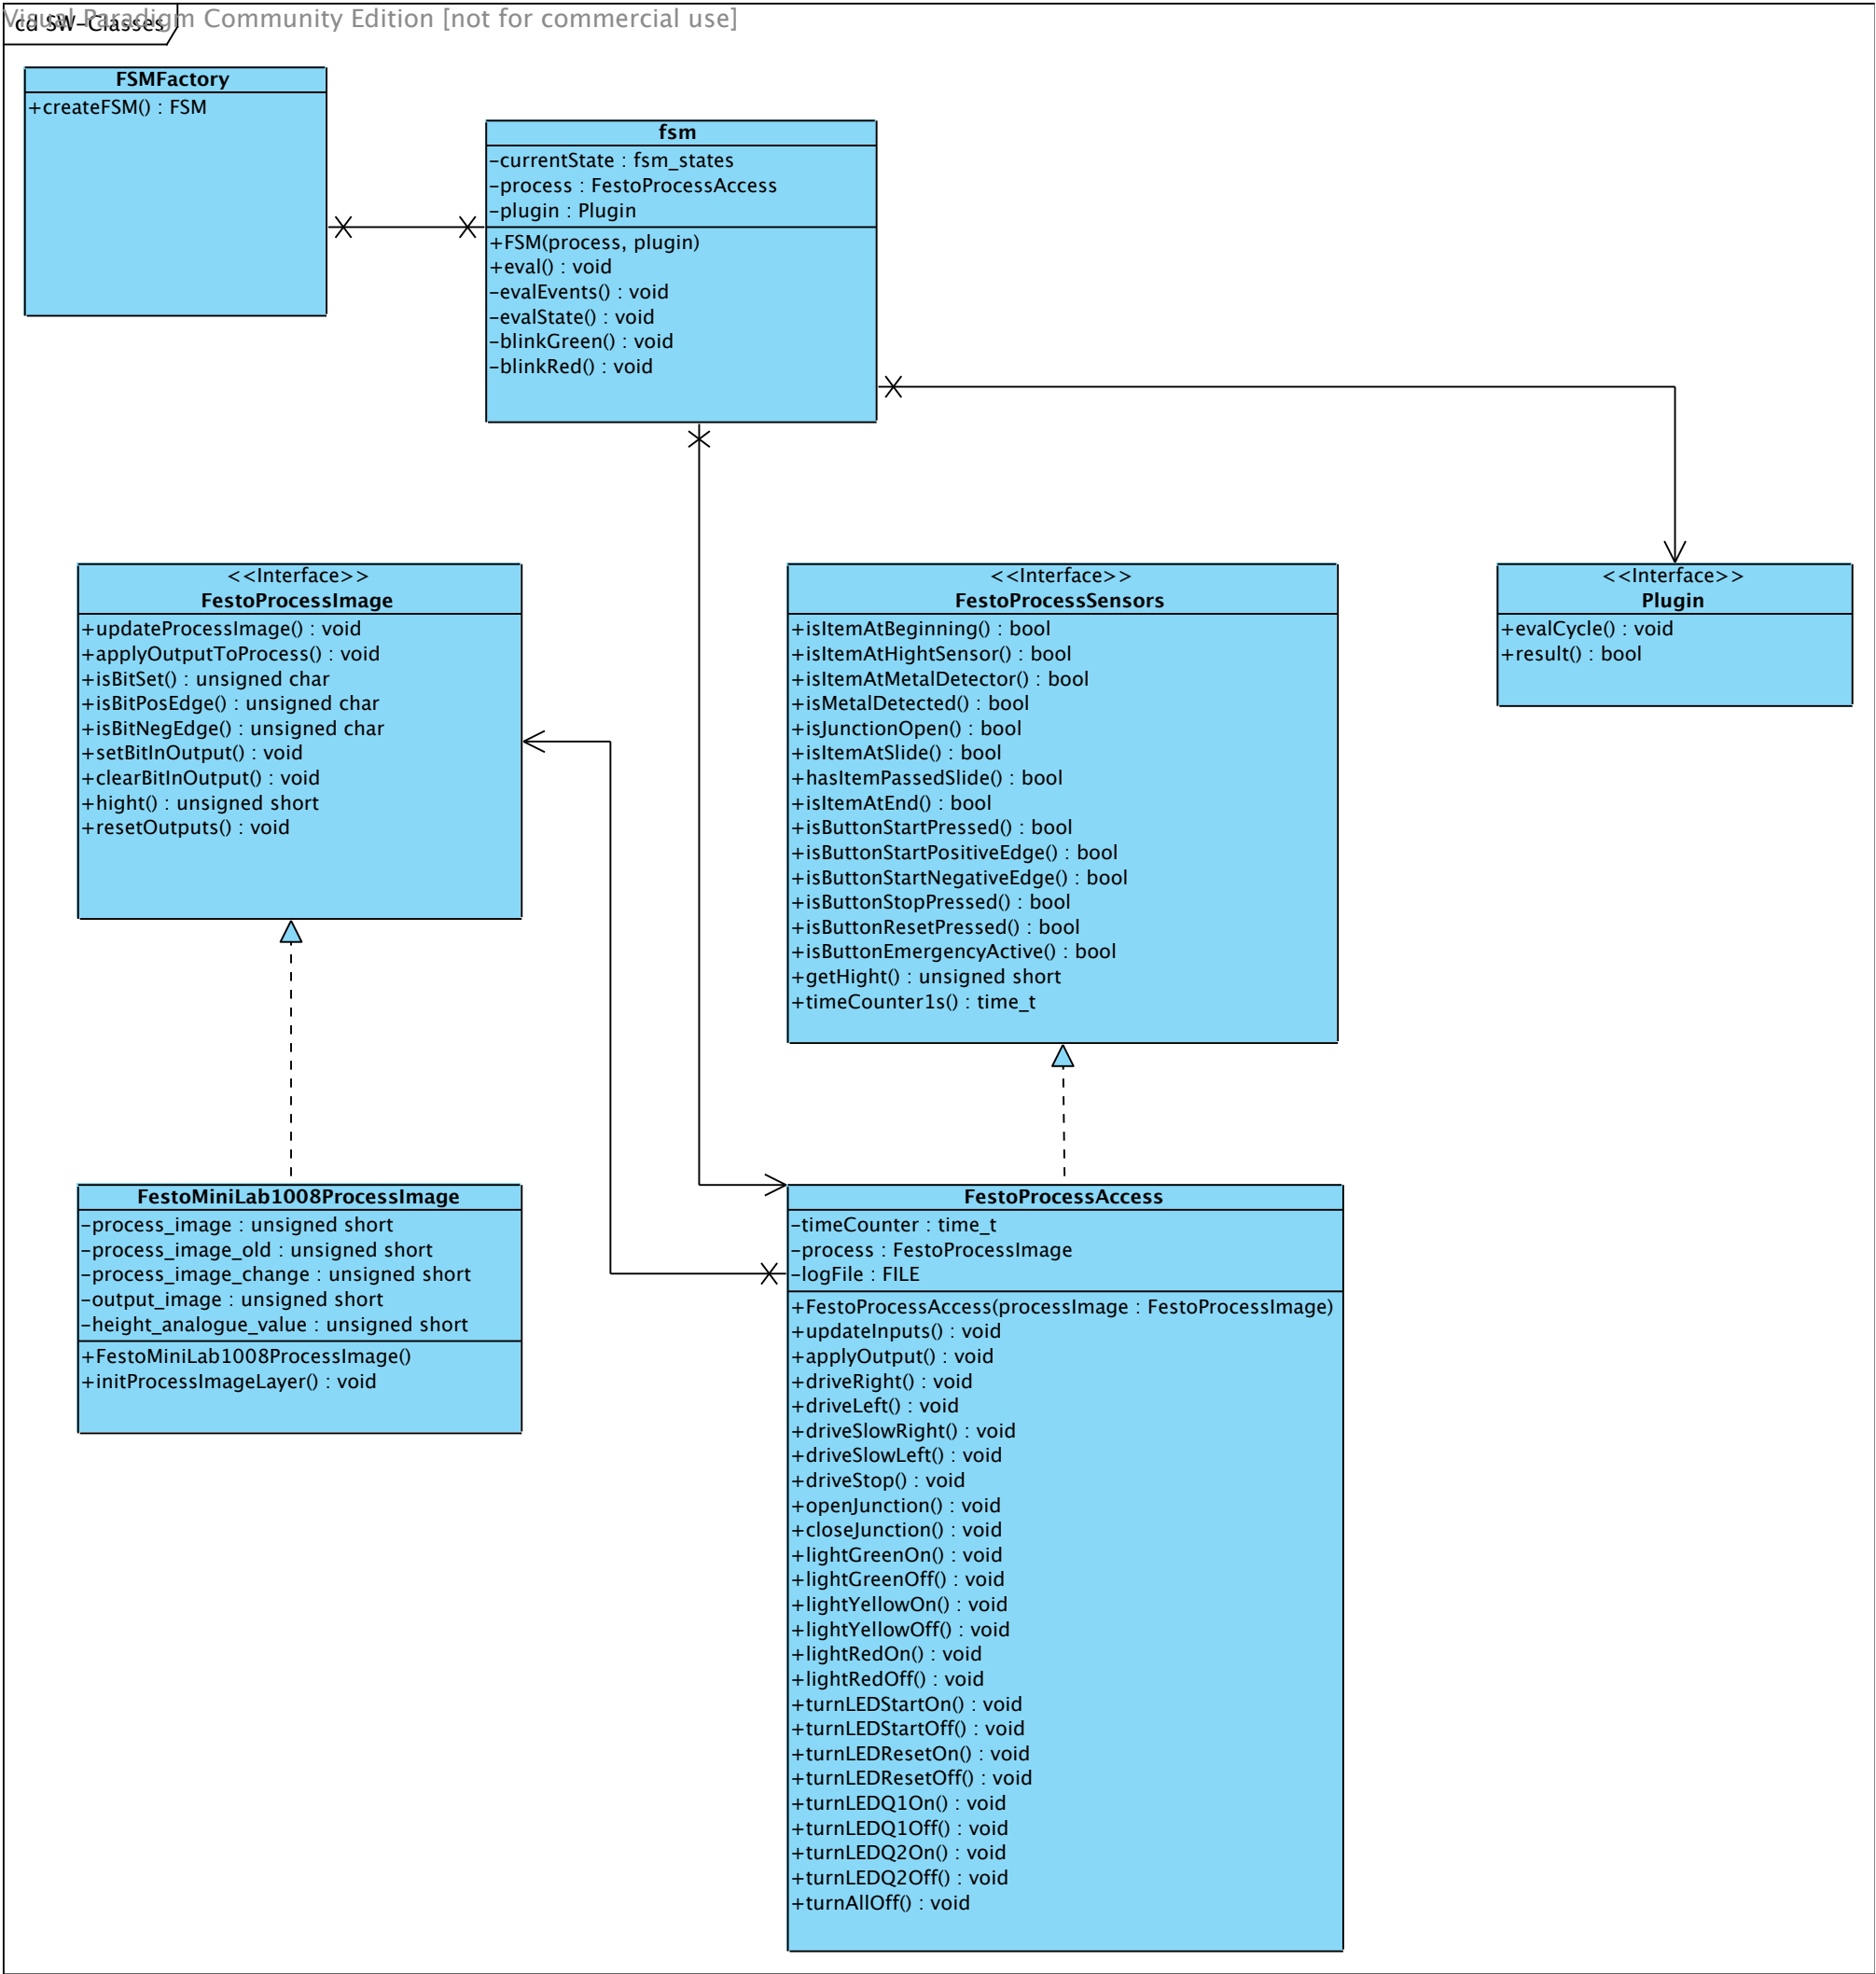 Visual Paradigm Community Edition [not for commercial use]
cd SW-Classes
FSMFactory
+createFSM() : FSM
fsm
-currentState : fsm_states
-process : FestoProcessAccess
-plugin : Plugin
+FSM(process, plugin)
+eval() : void
-evalEvents() : void
-evalState() : void
-blinkGreen() : void
-blinkRed() : void
<<Interface>>
FestoProcessImage
+updateProcessImage() : void
+applyOutputToProcess() : void
+isBitSet() : unsigned char
+isBitPosEdge() : unsigned char
+isBitNegEdge() : unsigned char
+setBitInOutput() : void
+clearBitInOutput() : void
+hight() : unsigned short
+resetOutputs() : void
<<Interface>>
FestoProcessSensors
+isItemAtBeginning() : bool
+isItemAtHightSensor() : bool
+isItemAtMetalDetector() : bool
+isMetalDetected() : bool
+isJunctionOpen() : bool
+isItemAtSlide() : bool
+hasItemPassedSlide() : bool
+isItemAtEnd() : bool
+isButtonStartPressed() : bool
+isButtonStartPositiveEdge() : bool
+isButtonStartNegativeEdge() : bool
+isButtonStopPressed() : bool
+isButtonResetPressed() : bool
+isButtonEmergencyActive() : bool
+getHight() : unsigned short
+timeCounter1s() : time_t
<<Interface>>
Plugin
+evalCycle() : void
+result() : bool
FestoMiniLab1008ProcessImage
-process_image : unsigned short
-process_image_old : unsigned short
-process_image_change : unsigned short
-output_image : unsigned short
-height_analogue_value : unsigned short
+FestoMiniLab1008ProcessImage()
+initProcessImageLayer() : void
FestoProcessAccess
-timeCounter : time_t
-process : FestoProcessImage
-logFile : FILE
+FestoProcessAccess(processImage : FestoProcessImage)
+updateInputs() : void
+applyOutput() : void
+driveRight() : void
+driveLeft() : void
+driveSlowRight() : void
+driveSlowLeft() : void
+driveStop() : void
+openJunction() : void
+closeJunction() : void
+lightGreenOn() : void
+lightGreenOff() : void
+lightYellowOn() : void
+lightYellowOff() : void
+lightRedOn() : void
+lightRedOff() : void
+turnLEDStartOn() : void
+turnLEDStartOff() : void
+turnLEDResetOn() : void
+turnLEDResetOff() : void
+turnLEDQ1On() : void
+turnLEDQ1Off() : void
+turnLEDQ2On() : void
+turnLEDQ2Off() : void
+turnAllOff() : void